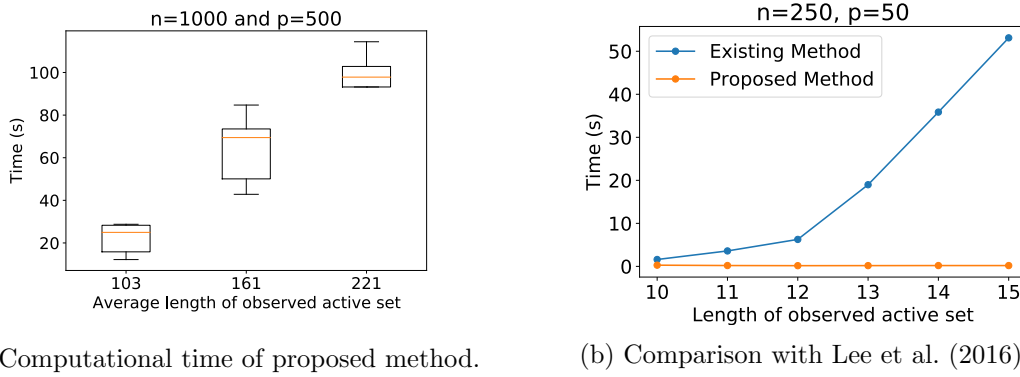 n=1000 and p=500
Time (s)
100
80
60
40
20
103 161 221
Average length of observed active set
Computational time of proposed method.
n=250, p=50
Existing Method
Proposed Method
Time (s)
50
40
30
20
10
0
10 11 12 13 14 15
Length of observed active set
(b) Comparison with Lee et al. (2016)